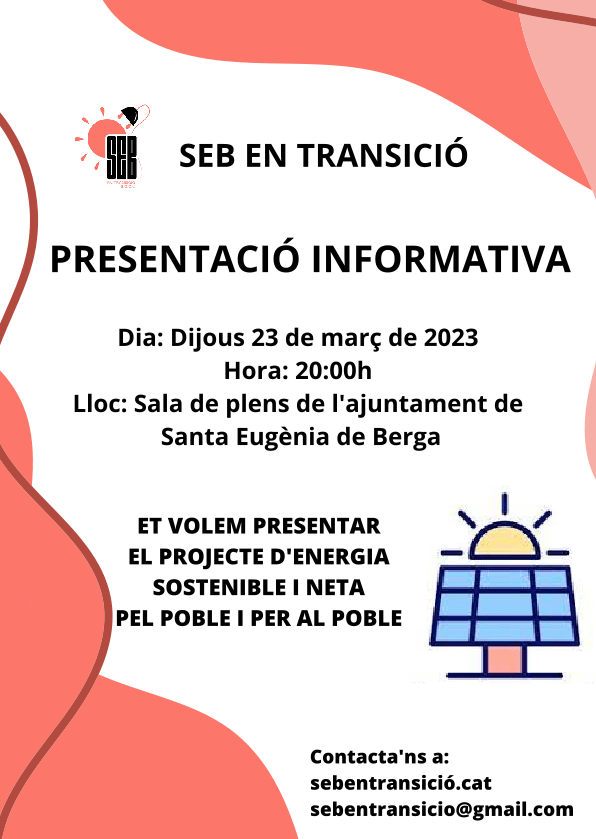 SEB
SEB EN TRANSICIÓ
PRESENTACIÓ INFORMATIVA
Dia: Dijous 23 de març de 2023
Hora: 20:00h
Lloc: Sala de plens de l'ajuntament de
Santa Eugènia de Berga
ET VOLEM PRESENTAR
EL PROJECTE D'ENERGIA
SOSTENIBLE I NETA
PEL POBLE I PER AL POBLE
Contacta'ns a:
sebentransició.cat
sebentransicio@gmail.com